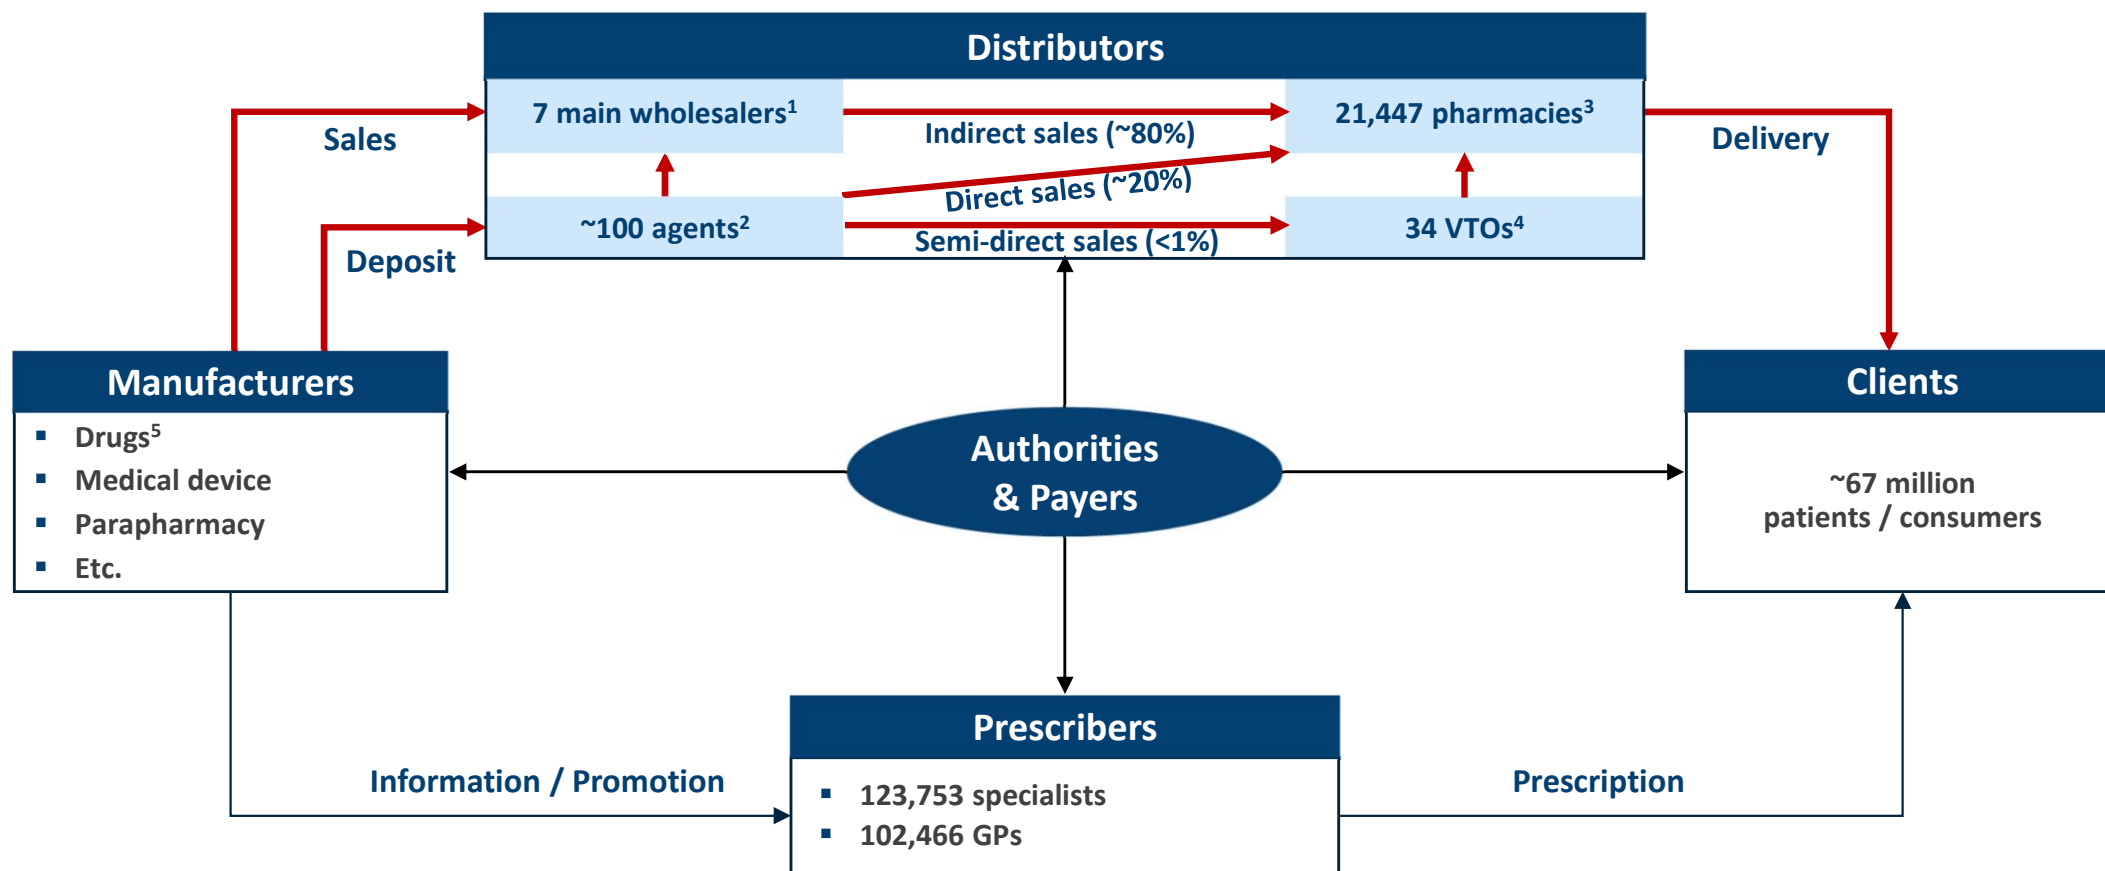 Distributors
7 main wholesalers¹
Indirect sales (~80%)
21,447 pharmacies³
Sales
Delivery
Direct sales (~20%)
~100 agents²
Semi-direct sales (<1%)
34 VTOs⁴
Deposit
Manufacturers
▪ Drugs⁵
▪ Medical device
▪ Parapharmacy
▪ Etc.
Authorities
& Payers
Clients
~67 million
patients / consumers
Prescribers
Information / Promotion
▪ 123,753 specialists
▪ 102,466 GPs
Prescription